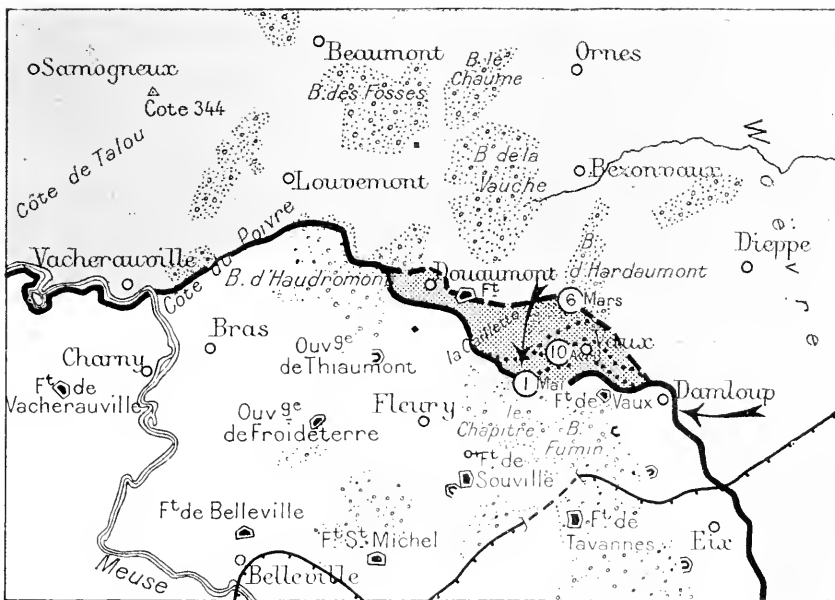 Beaumont
Ornes
Samogneux
B. le
Chaume
B. des Fosses
Cote 344
Côte de Talou
B. de la
Vauche
Bezonvaux
Louvemont
Woëvre
Vacherauville
Côte du Poivre
B. d'Haudromont
Douaumont
Ft
B.
d'Hardaumont
Dieppe
6 Mars
la Caillette
Bras
Ouvge
de Thiaumont
10
Vaux
Charny
1 Mai
Damloup
Ft de
Vacherauville
Ft de
Vaux
Ouvge
de Froideterre
Fleury
le
Chapitre
B.
Fumin
Ft de
Souville
Ft de Belleville
Ft St Michel
Ft de
Tavannes
Eix
Meuse
Belleville